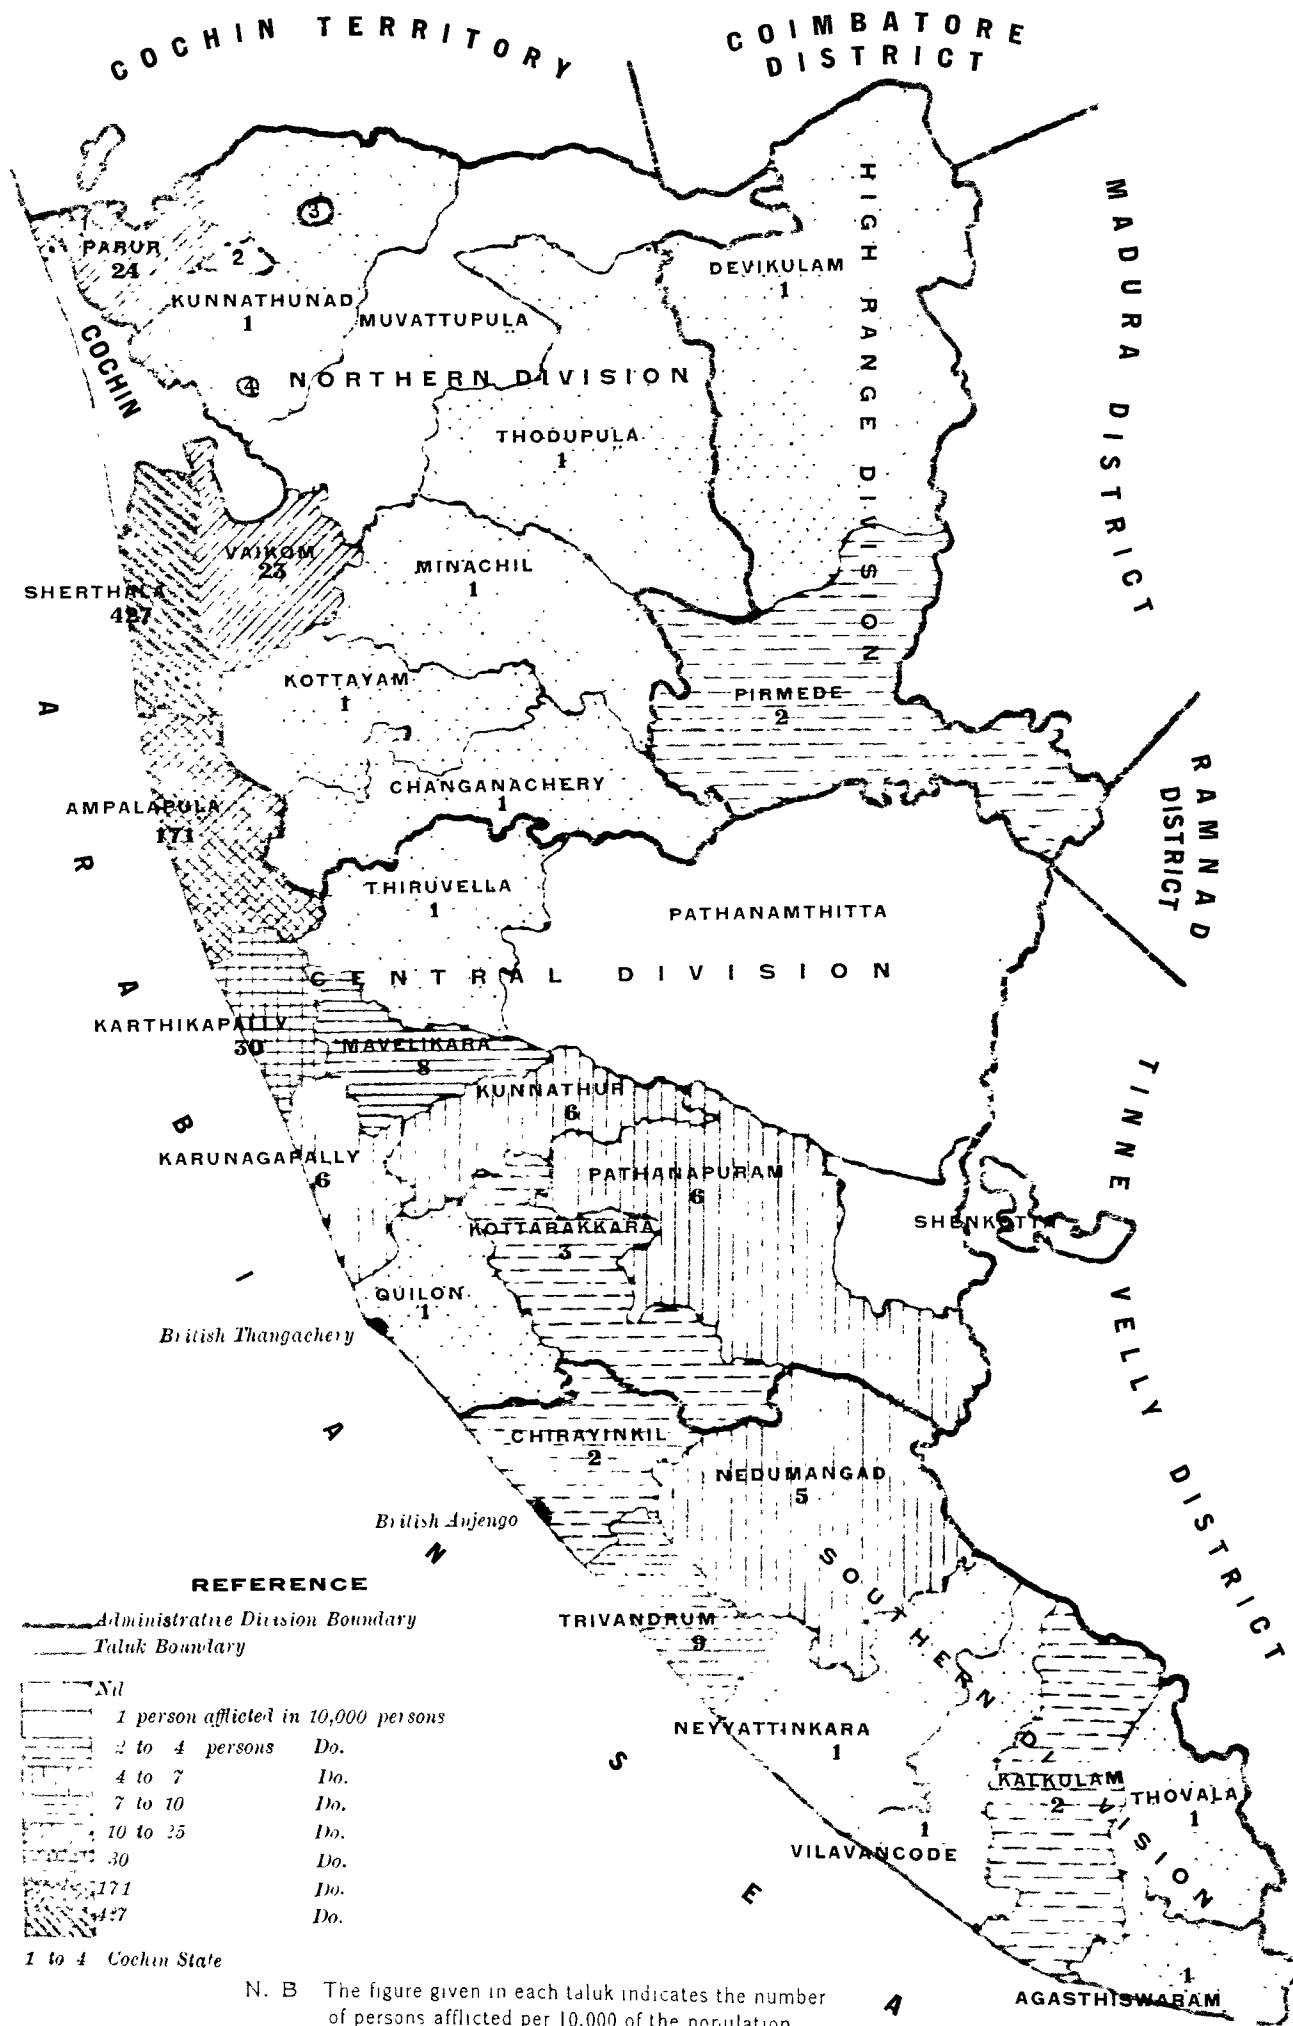 COCHIN TERRITORY
COIMBATORE
DISTRICT
MADURA DISTRICT
RAMNAD
DISTRICT
TINNEVELLY DISTRICT
HIGH RANGE DIVISION
3
PARUR
24
2
KUNNATHUNAD
1
COCHIN
4
MUVATTUPULA
NORTHERN DIVISION
DEVIKULAM
1
THODUPULA
1
VAIKOM
23
MINACHIL
1
SHERTHALA
427
KOTTAYAM
1
PIRMEDE
2
CHANGANACHERY
1
AMPALAPULA
171
THIRUVELLA
1
PATHANAMTHITTA
CENTRAL DIVISION
KARTHIKAPALLY
30
MAVELIKARA
8
KUNNATHUR
6
KARUNAGAPALLY
6
PATHANAPURAM
6
SHENKOTTA
KOTTARAKKARA
3
QUILON
1
British Thangachery
CHIRAYINKIL
2
NEDUMANGAD
5
British Anjengo
SOUTHERN DIVISION
TRIVANDRUM
9
NEYYATTINKARA
1
KALKULAM
2
THOVALA
1
1
VILAVANCODE
1
AGASTHISWARAM
ARABIAN SEA
REFERENCE
Administrative Division Boundary
Taluk Boundary
Nil
1 person afflicted in 10,000 persons
2 to 4 persons Do.
4 to 7 Do.
7 to 10 Do.
10 to 25 Do.
30 Do.
171 Do.
427 Do.
1 to 4 Cochin State
N. B The figure given in each taluk indicates the number
of persons afflicted per 10,000 of the population